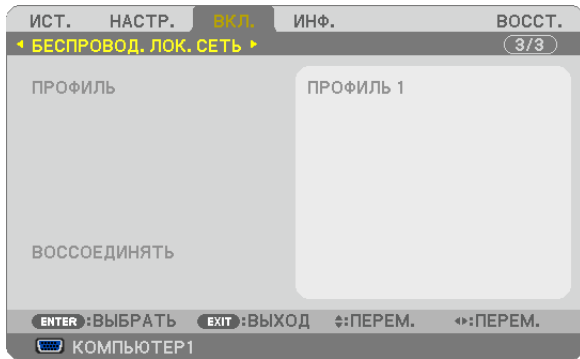 ИСТ. НАСТР. ВКЛ. ИНФ. ВОССТ.
БЕСПРОВОД. ЛОК. СЕТЬ 3/3
ПРОФИЛЬ ПРОФИЛЬ 1
ВОССОЕДИНЯТЬ
ENTER :ВЫБРАТЬ EXIT :ВЫХОД :ПЕРЕМ. :ПЕРЕМ.
КОМПЬЮТЕР1